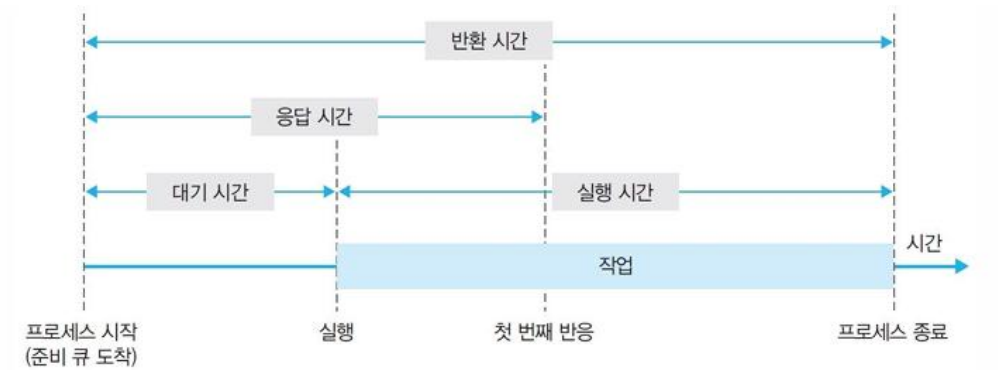 반환 시간
응답 시간
대기 시간
실행 시간
작업
시간
프로세스 시작
(준비 큐 도착)
실행
첫 번째 반응
프로세스 종료